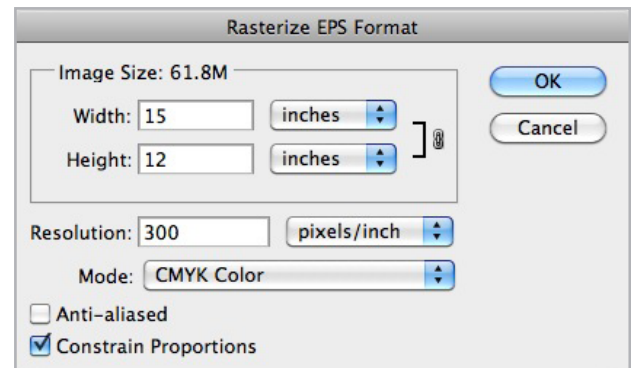 Rasterize EPS Format
Image Size: 61.8M
Width: 15 inches
Height: 12 inches
Resolution: 300 pixels/inch
Mode: CMYK Color
Anti-aliased
Constrain Proportions
OK
Cancel